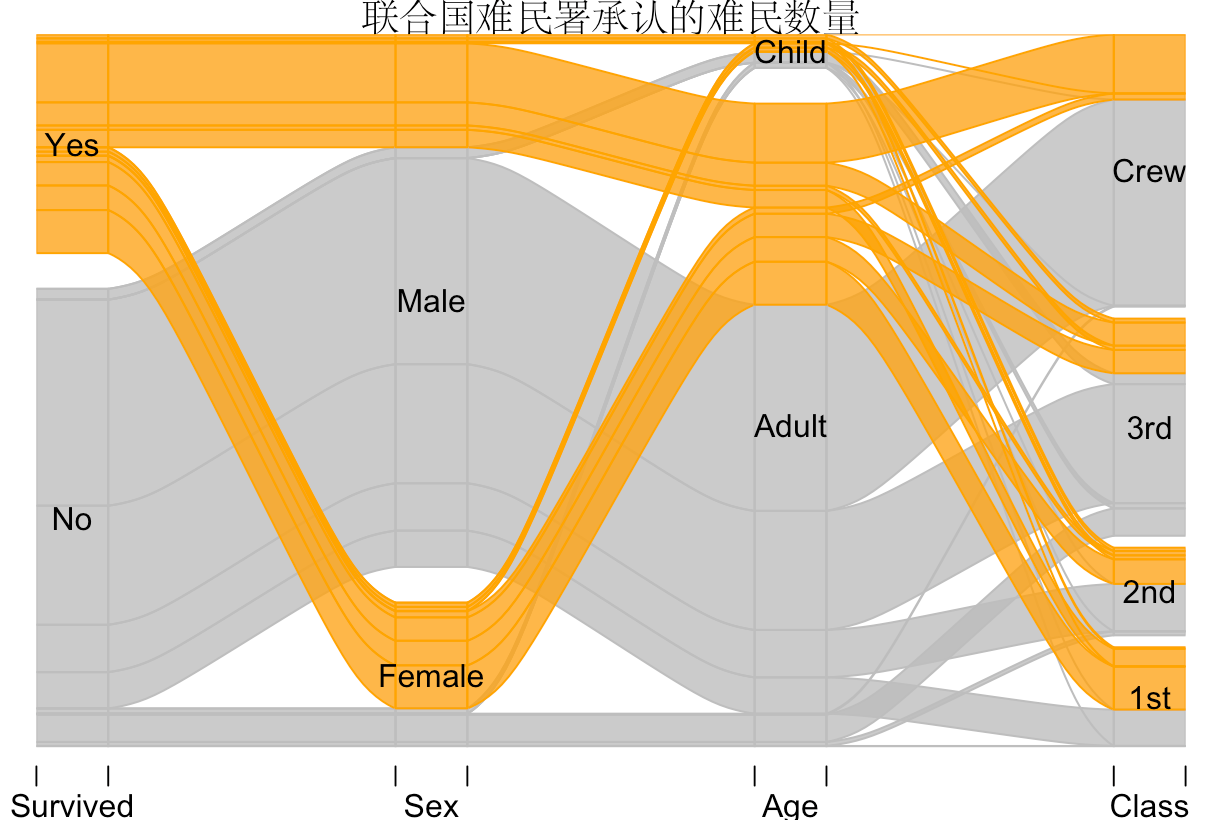 联合国难民署承认的难民数量
Child
Yes
Crew
Male
Adult
3rd
No
2nd
Female
1st
Survived
Sex
Age
Class